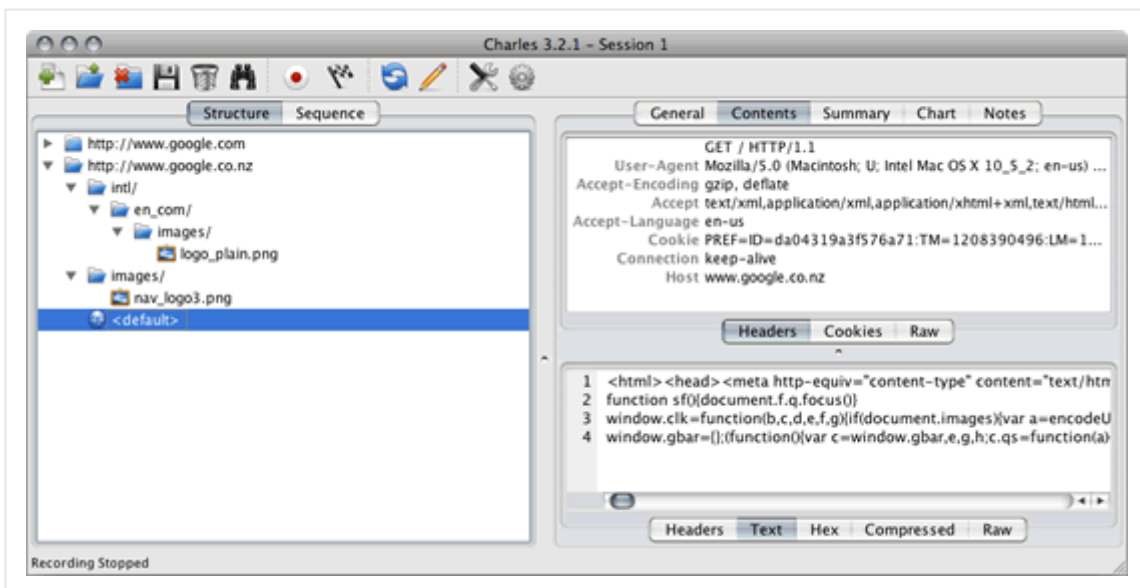 Charles 3.2.1 - Session 1
Structure Sequence
http://www.google.com
http://www.google.co.nz
intl/
en_com/
images/
logo_plain.png
images/
nav_logo3.png
<default>
General Contents Summary Chart Notes
GET / HTTP/1.1
User-Agent Mozilla/5.0 (Macintosh; U; Intel Mac OS X 10_5_2; en-us) ...
Accept-Encoding gzip, deflate
Accept text/xml,application/xml,application/xhtml+xml,text/html...
Accept-Language en-us
Cookie PREF=ID=da04319a3f576a71:TM=1208390496:LM=1...
Connection keep-alive
Host www.google.co.nz
Headers Cookies Raw
1 <html><head><meta http-equiv="content-type" content="text/htm
2 function sf(){document.f.q.focus()}
3 window.clk=function(b,c,d,e,f,g){if(document.images){var a=encodeU
4 window.gbar={};(function(){var c=window.gbar,e,g,h;c.qs=function(a)
Headers Text Hex Compressed Raw
Recording Stopped